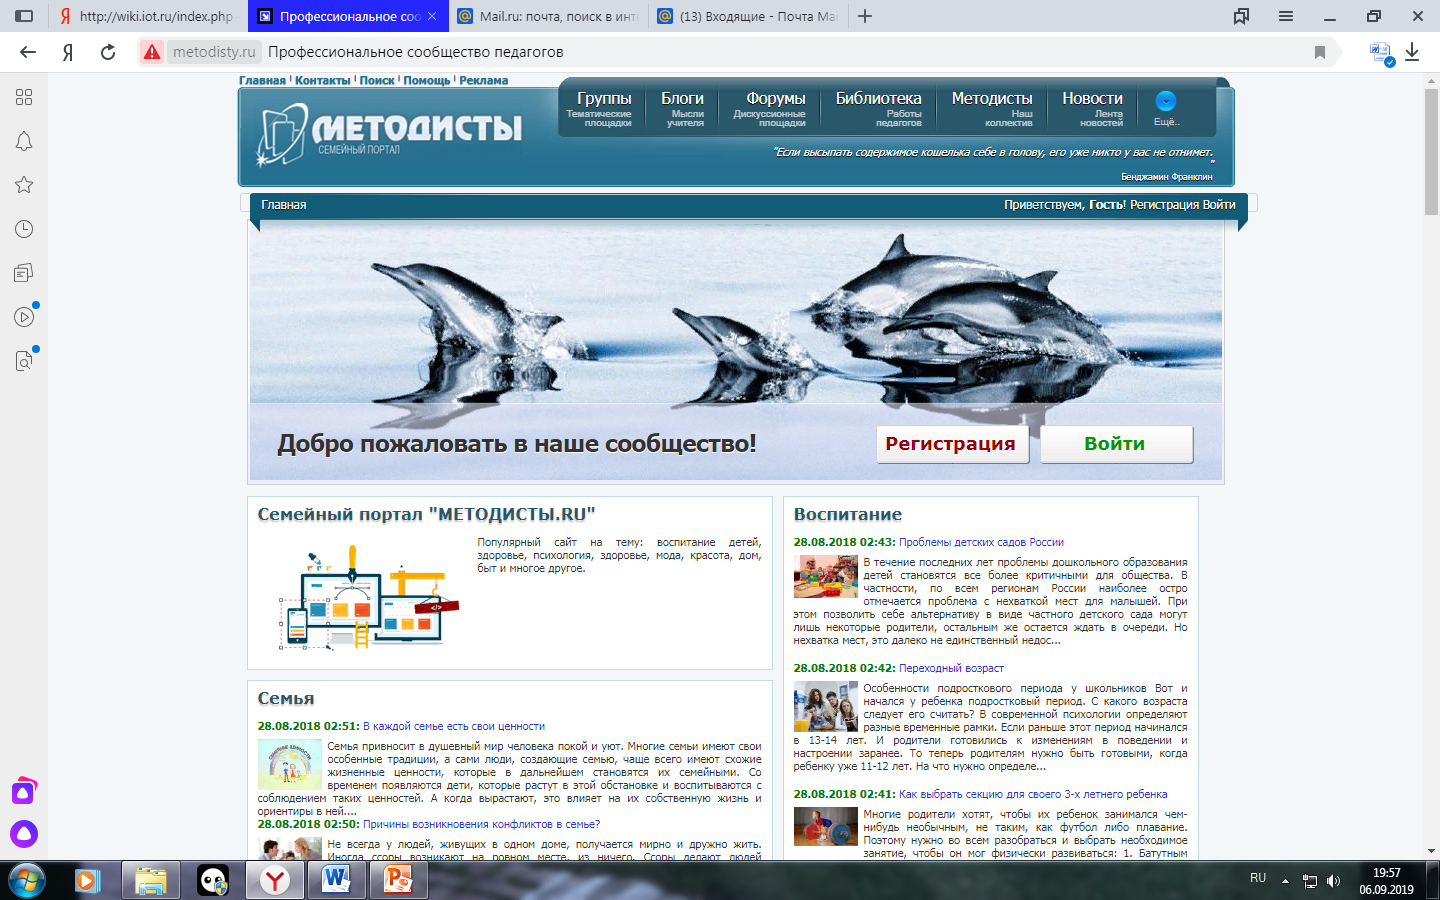 http://wiki.iot.ru/index.php
Профессиональное соо
Mail.ru: почта, поиск в инт
(13) Входящие - Почта Mai
metodisty.ru Профессиональное сообщество педагогов
Главная | Контакты | Поиск | Помощь | Реклама
МЕТОДИСТЫ
СЕМЕЙНЫЙ ПОРТАЛ
Группы
Тематические
площадки
Блоги
Мысли
учителя
Форумы
Дискуссионные
площадки
Библиотека
Работы
педагогов
Методисты
Наш
коллектив
Новости
Лента
новостей
Ещё..
"Если высыпать содержимое кошелька себе в голову, его уже никто у вас не отнимет.
"
Бенджамин Франклин
Главная
Приветствуем, Гость! Регистрация Войти
Добро пожаловать в наше сообщество!
Регистрация
Войти
Семейный портал "МЕТОДИСТЫ.RU"
Популярный сайт на тему: воспитание детей,
здоровье, психология, здоровье, мода, красота, дом,
быт и многое другое.
Семья
28.08.2018 02:51: В каждой семье есть свои ценности
Семья привносит в душевный мир человека покой и уют. Многие семьи имеют свои
особенные традиции, а сами люди, создающие семью, чаще всего имеют схожие
жизненные ценности, которые в дальнейшем становятся их семейными. Со
временем появляются дети, которые растут в этой обстановке и воспитываются с
соблюдением таких ценностей. А когда вырастают, это влияет на их собственную жизнь и
ориентиры в ней....
28.08.2018 02:50: Причины возникновения конфликтов в семье?
Не всегда у людей, живущих в одном доме, получается мирно и дружно жить.
Иногда ссоры возникают на ровном месте, из ничего. Ссоры делают людей
Воспитание
28.08.2018 02:43: Проблемы детских садов России
В течение последних лет проблемы дошкольного образования
детей становятся все более критичными для общества. В
частности, по всем регионам России наиболее остро
отмечается проблема с нехваткой мест для малышей. При
этом позволить себе альтернативу в виде частного детского сада могут
лишь некоторые родители, остальным же остается ждать в очереди. Но
нехватка мест, это далеко не единственный недос...
28.08.2018 02:42: Переходный возраст
Особенности подросткового периода у школьников Вот и
начался у ребенка подростковый период. С какого возраста
следует его считать? В современной психологии определяют
разные временные рамки. Если раньше этот период начинался
в 13-14 лет. И родители готовились к изменениям в поведении и
настроении заранее. То теперь родителям нужно быть готовыми, когда
ребенку уже 11-12 лет. На что нужно определе...
28.08.2018 02:41: Как выбрать секцию для своего 3-х летнего ребенка
Многие родители хотят, чтобы их ребенок занимался чем-
нибудь необычным, не таким, как футбол либо плавание.
Поэтому нужно во всем разобраться и выбрать необходимое
занятие, чтобы он мог физически развиваться: 1. Батутным
RU
19:57
06.09.2019